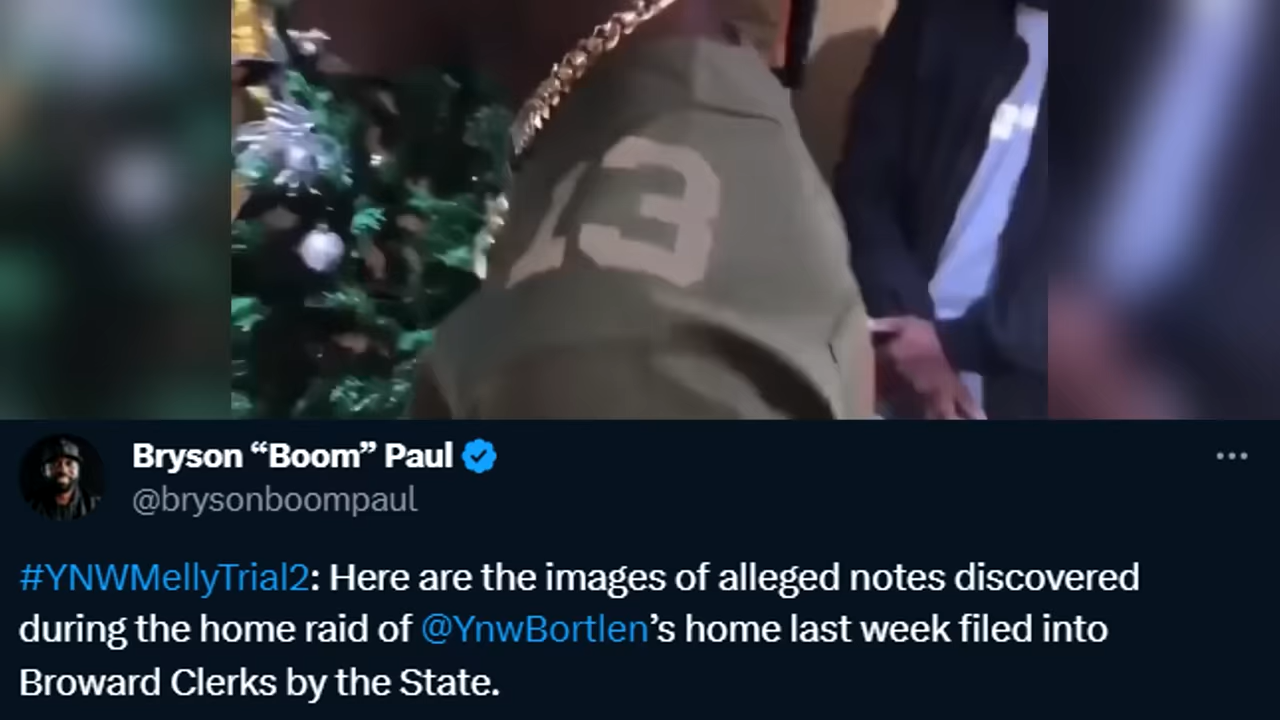 13
Bryson “Boom” Paul
@brysonboompaul
#YNWMellyTrial2: Here are the images of alleged notes discovered
during the home raid of @YnwBortlen’s home last week filed into
Broward Clerks by the State.